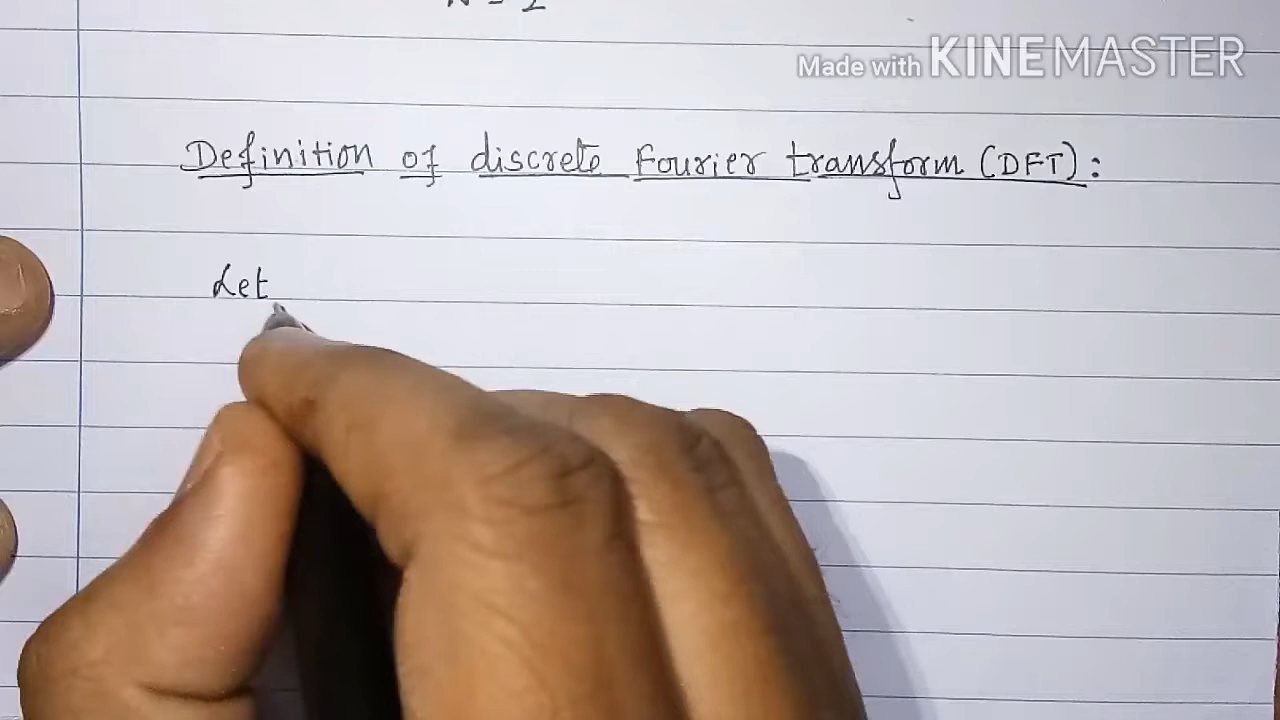 Made with KINEMASTER
Definition of discrete Fourier transform (DFT):
Let